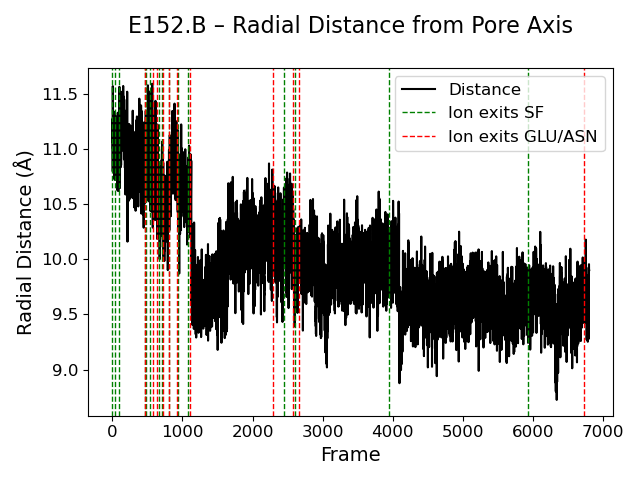 E152.B – Radial Distance from Pore Axis
Radial Distance (Å)
11.5
11.0
10.5
10.0
9.5
9.0
Distance
Ion exits SF
Ion exits GLU/ASN
0 1000 2000 3000 4000 5000 6000 7000
Frame